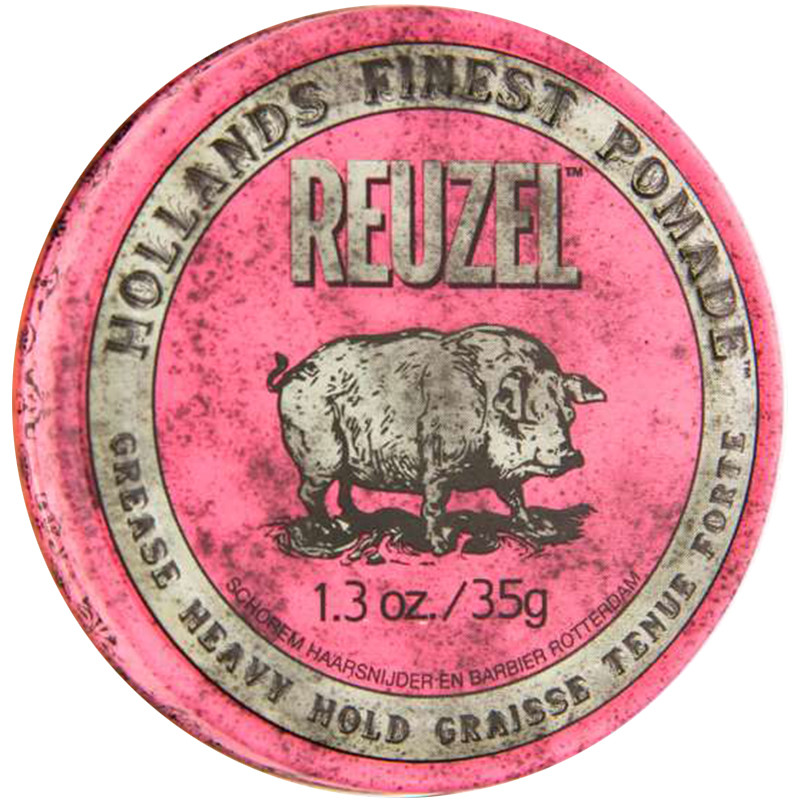 HOLLANDS FINEST POMADE™
REUZEL™
1.3 oz./35g
SCHOREM HAARSNIJDER EN BARBIER ROTTERDAM
GREASE HEAVY HOLD GRAISSE TENUE FORTE